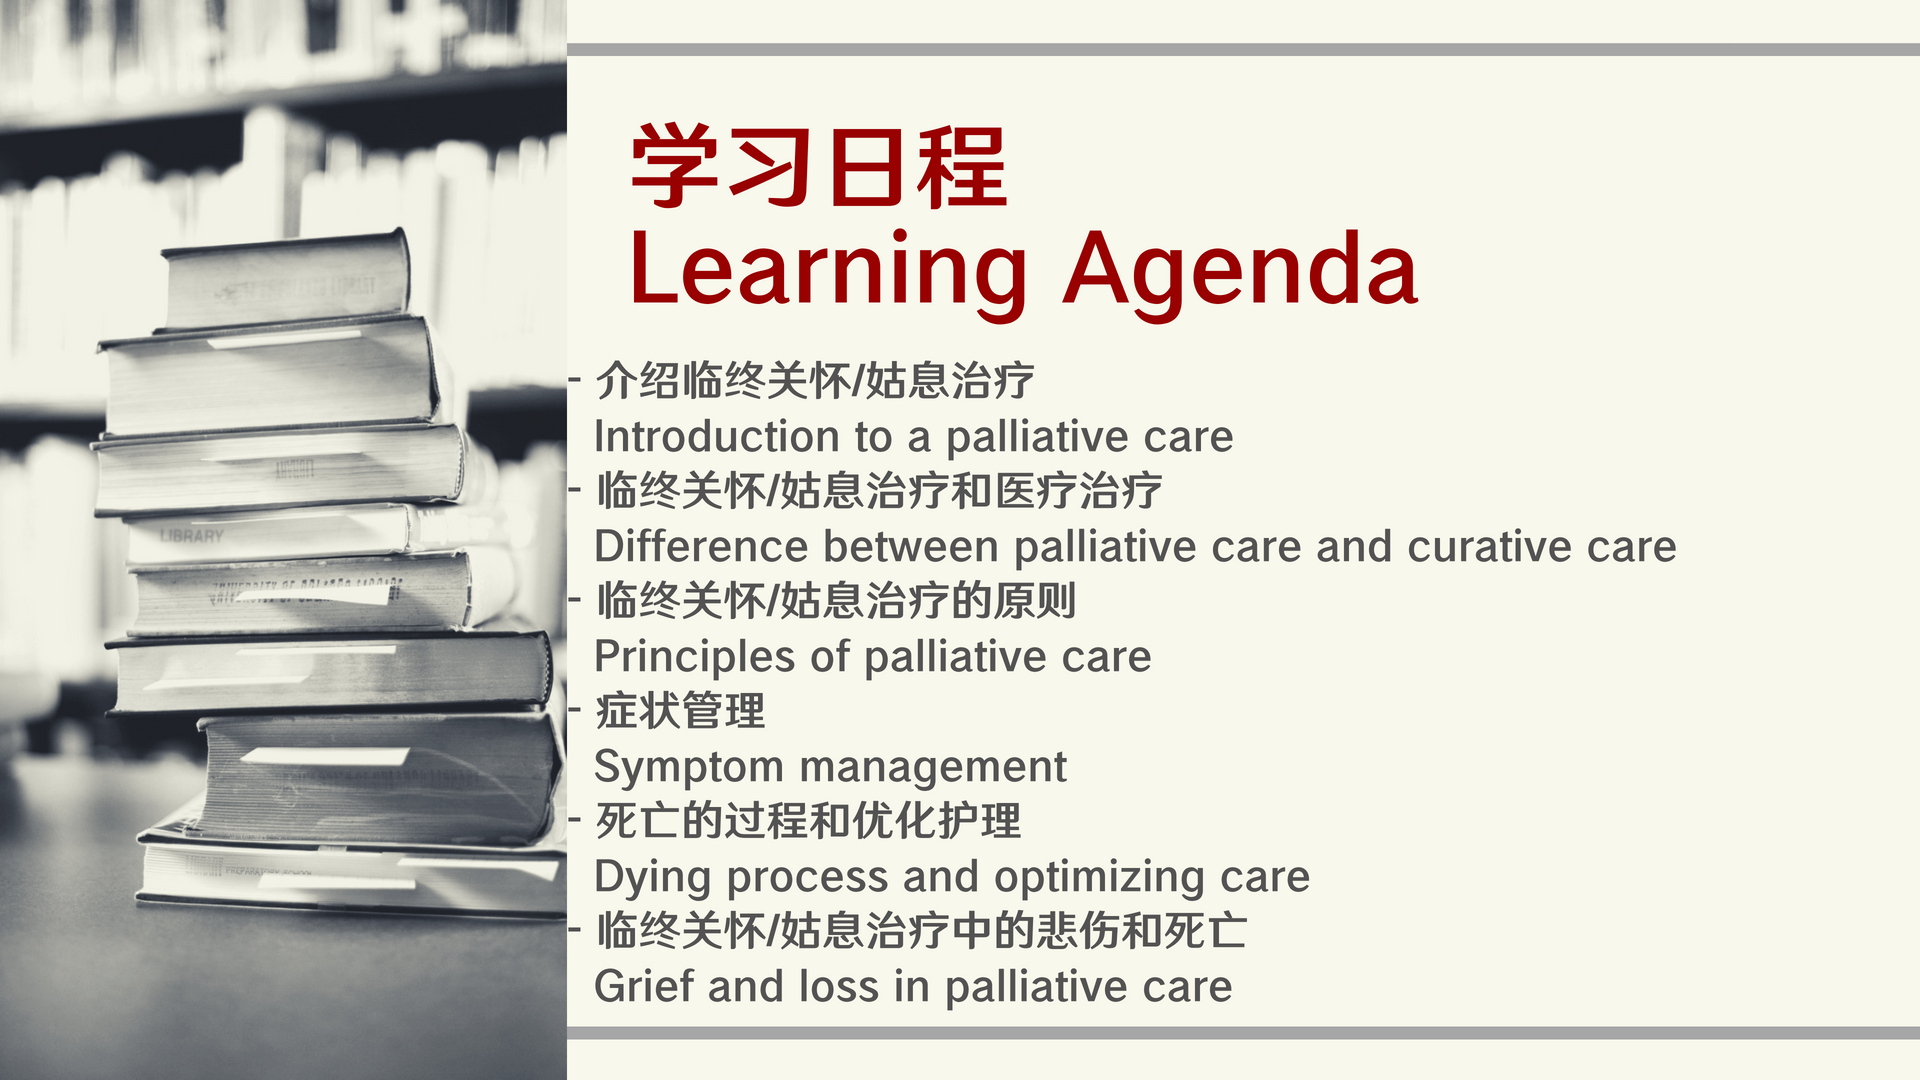 学习日程
Learning Agenda
- 介绍临终关怀/姑息治疗
Introduction to a palliative care
- 临终关怀/姑息治疗和医疗治疗
Difference between palliative care and curative care
- 临终关怀/姑息治疗的原则
Principles of palliative care
- 症状管理
Symptom management
- 死亡的过程和优化护理
Dying process and optimizing care
- 临终关怀/姑息治疗中的悲伤和死亡
Grief and loss in palliative care
LIBRARY
PREPARATORY SCHOOL